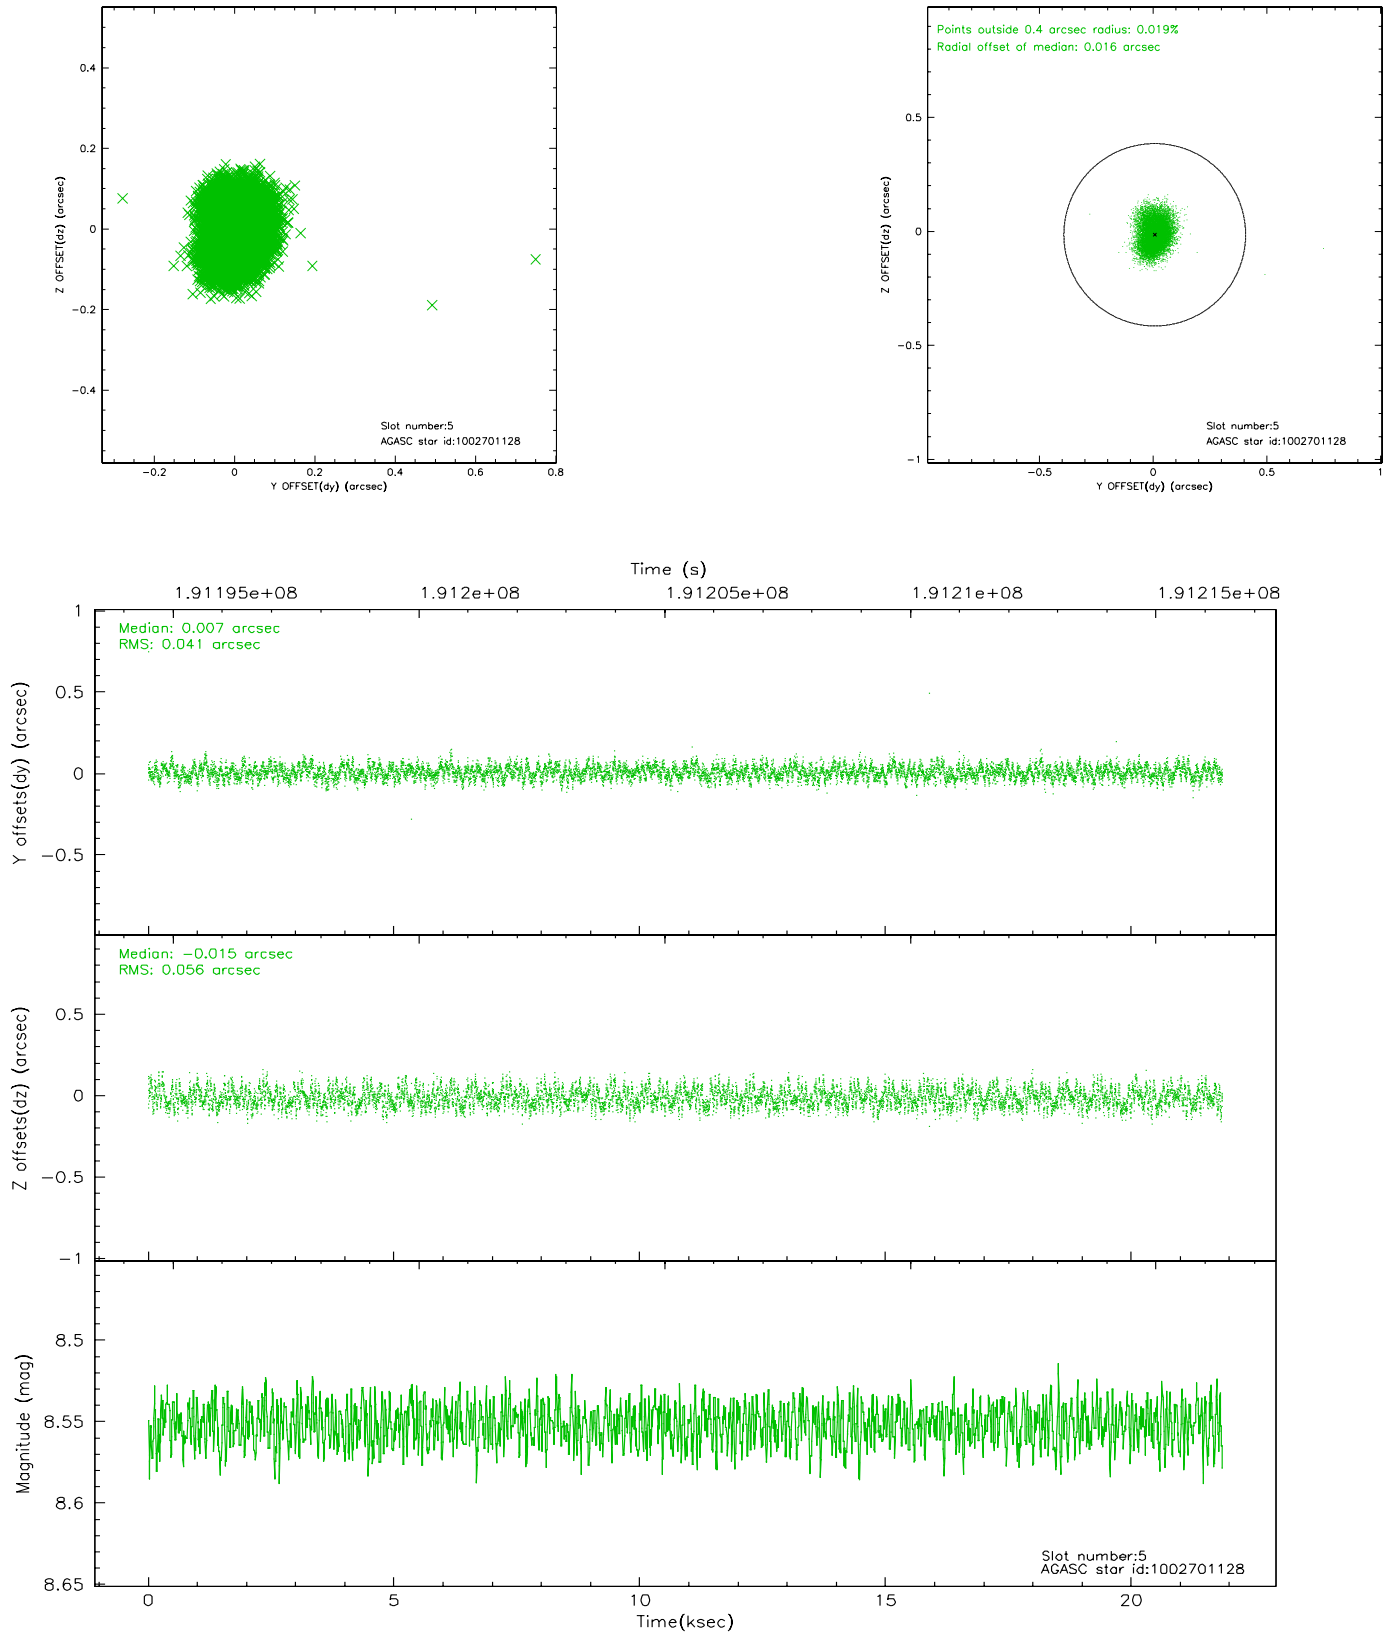 0.4
0.2
0
−0.2
−0.4
Z OFFSET(dz) (arcsec)
Slot number:5
AGASC star id:1002701128
−0.2 0 0.2 0.4 0.6 0.8
Y OFFSET(dy) (arcsec)
Points outside 0.4 arcsec radius: 0.019%
Radial offset of median: 0.016 arcsec
0.5
0
−0.5
−1
Z OFFSET(dz) (arcsec)
Slot number:5
AGASC star id:1002701128
−0.5 0 0.5 1
Y OFFSET(dy) (arcsec)
Time (s)
1.91195e+08 1.912e+08 1.91205e+08 1.9121e+08 1.91215e+08
Median: 0.007 arcsec
RMS: 0.041 arcsec
1
0.5
0
−0.5
Y offsets(dy) (arcsec)
Median: −0.015 arcsec
RMS: 0.056 arcsec
0.5
0
−0.5
−1
Z offsets(dz) (arcsec)
8.5
8.55
8.6
8.65
Magnitude (mag)
Slot number:5
AGASC star id:1002701128
0 5 10 15 20
Time(ksec)